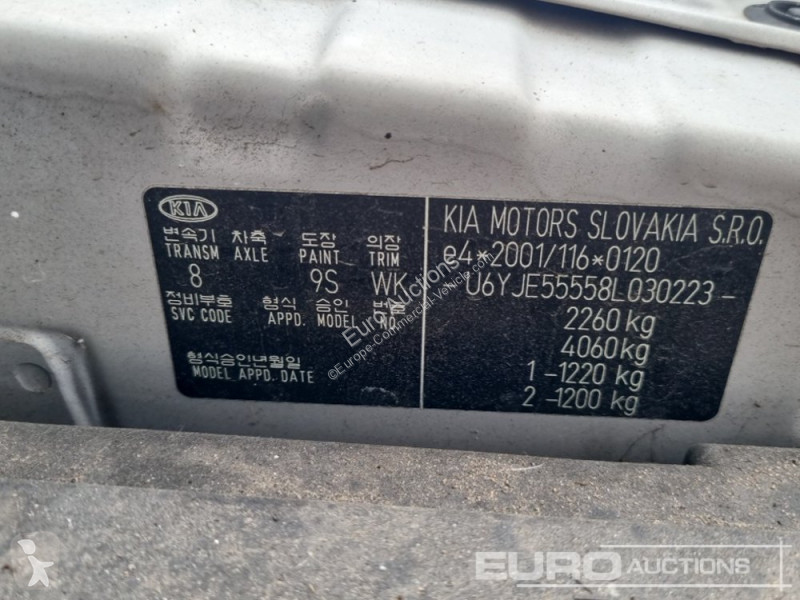 KIA
변속기 차축 도장 의장
TRANSM AXLE PAINT TRIM
8 9S WK
정비부호 형식 승인 번호
SVC CODE APPD. MODEL NO.
형식승인년월일
MODEL APPD. DATE
KIA MOTORS SLOVAKIA S.R.O.
e4*2001/116*0120
U6YJE55558L030223-
2260 kg
4060 kg
1 -1220 kg
2 -1200 kg
Euro Auctions
©Europe-Commercial-Vehicle.com
EURO AUCTIONS